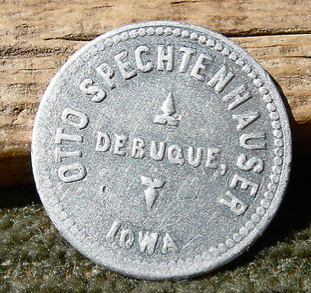 OTTO SPECHTENHAUSER
DEBUQUE,
IOWA